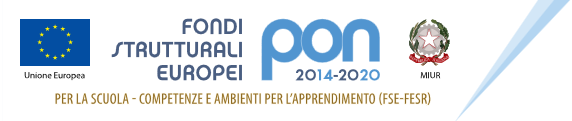 FONDI
STRUTTURALI
EUROPEI
pon
2014-2020
Unione Europea
MIUR
PER LA SCUOLA - COMPETENZE E AMBIENTI PER L'APPRENDIMENTO (FSE-FESR)